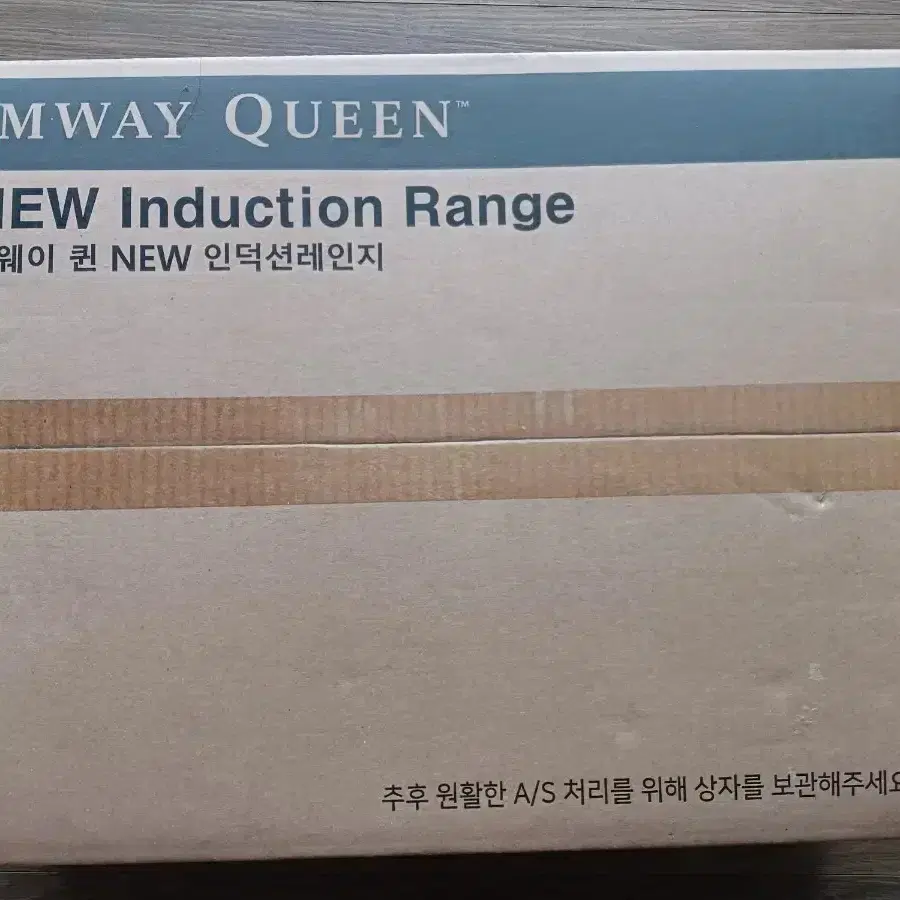 MWAY QUEEN™
NEW Induction Range
웨이 퀸 NEW 인덕션레인지
추후 원활한 A/S 처리를 위해 상자를 보관해주세요